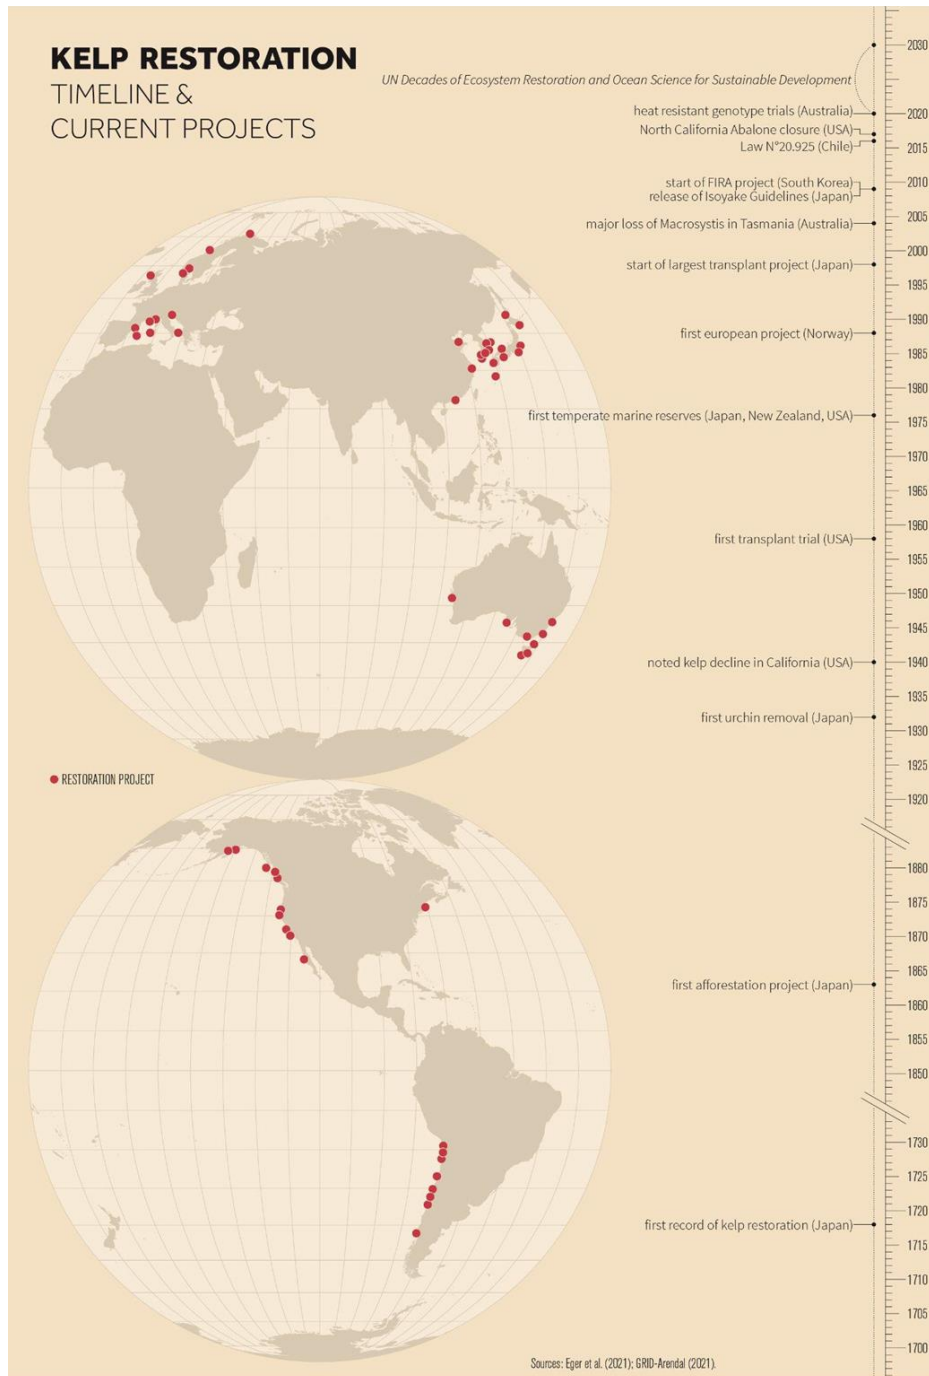 KELP RESTORATION
TIMELINE &
CURRENT PROJECTS
UN Decades of Ecosystem Restoration and Ocean Science for Sustainable Development
heat resistant genotype trials (Australia)
North California Abalone closure (USA)
Law N°20.925 (Chile)
start of FIRA project (South Korea)
release of Isoyake Guidelines (Japan)
major loss of Macrosystis in Tasmania (Australia)
start of largest transplant project (Japan)
first european project (Norway)
first temperate marine reserves (Japan, New Zealand, USA)
first transplant trial (USA)
noted kelp decline in California (USA)
first urchin removal (Japan)
first afforestation project (Japan)
first record of kelp restoration (Japan)
2030
2020
2015
2010
2005
2000
1995
1990
1985
1980
1975
1970
1965
1960
1955
1950
1945
1940
1935
1930
1925
1920
1880
1875
1870
1865
1860
1855
1850
1730
1725
1720
1715
1710
1705
1700
RESTORATION PROJECT
Sources: Eger et al. (2021); GRID-Arendal (2021).